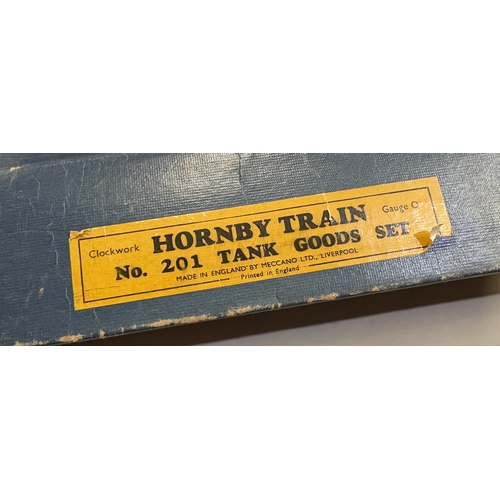 Clockwork HORNBY TRAIN Gauge O
No. 201 TANK GOODS SET
MADE IN ENGLAND BY MECCANO LTD., LIVERPOOL
Printed in England